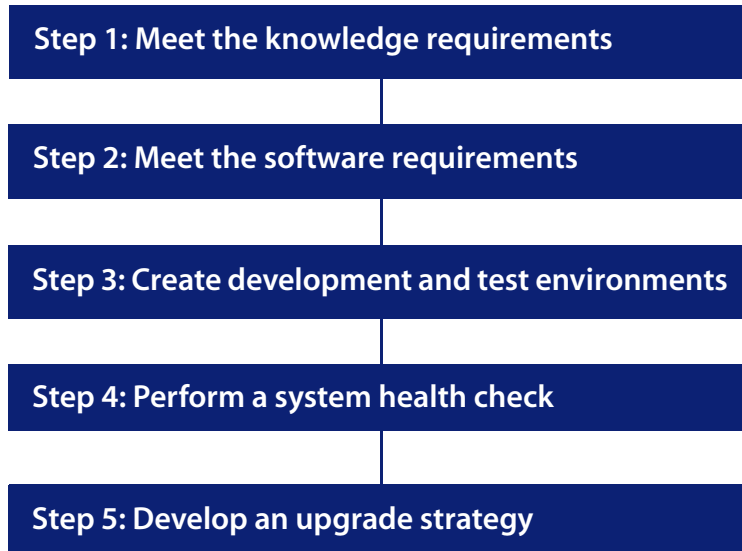 Step 1: Meet the knowledge requirements
Step 2: Meet the software requirements
Step 3: Create development and test environments
Step 4: Perform a system health check
Step 5: Develop an upgrade strategy